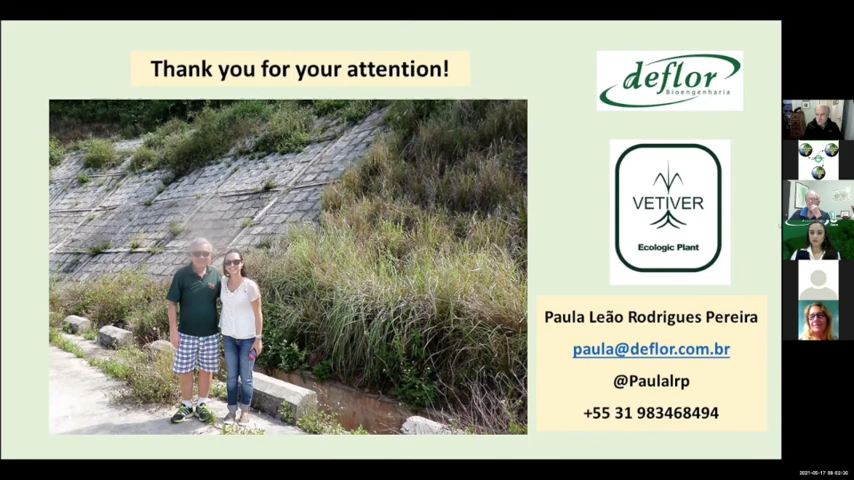 Thank you for your attention!
deflor
Bioengenharia
VETIVER
Ecologic Plant
Paula Leão Rodrigues Pereira
paula@deflor.com.br
@Paulalrp
+55 31 983468494